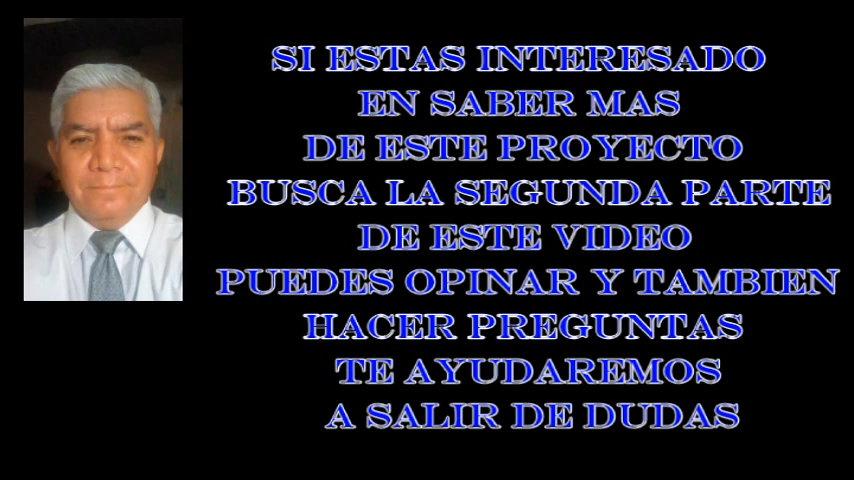 SI ESTAS INTERESADO
EN SABER MAS
DE ESTE PROYECTO
BUSCA LA SEGUNDA PARTE
DE ESTE VIDEO
PUEDES OPINAR Y TAMBIEN
HACER PREGUNTAS
TE AYUDAREMOS
A SALIR DE DUDAS